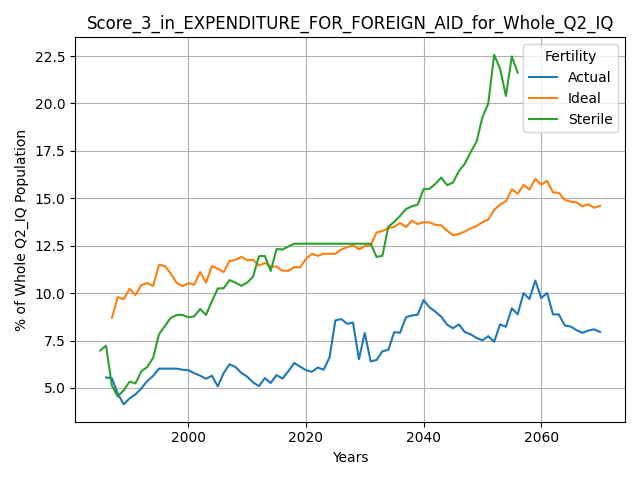 Score_3_in_EXPENDITURE_FOR_FOREIGN_AID_for_Whole_Q2_IQ
Fertility
Actual
Ideal
Sterile
% of Whole Q2_IQ Population
22.5
20.0
17.5
15.0
12.5
10.0
7.5
5.0
2000 2020 2040 2060
Years